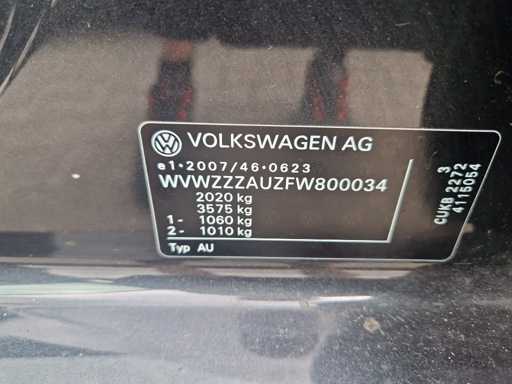 VOLKSWAGEN AG
e1*2007/46*0623
WVWZZZAUZFW800034
2020 kg
3575 kg
1- 1060 kg
2- 1010 kg
Typ AU
3
CUKB 2272
4115054